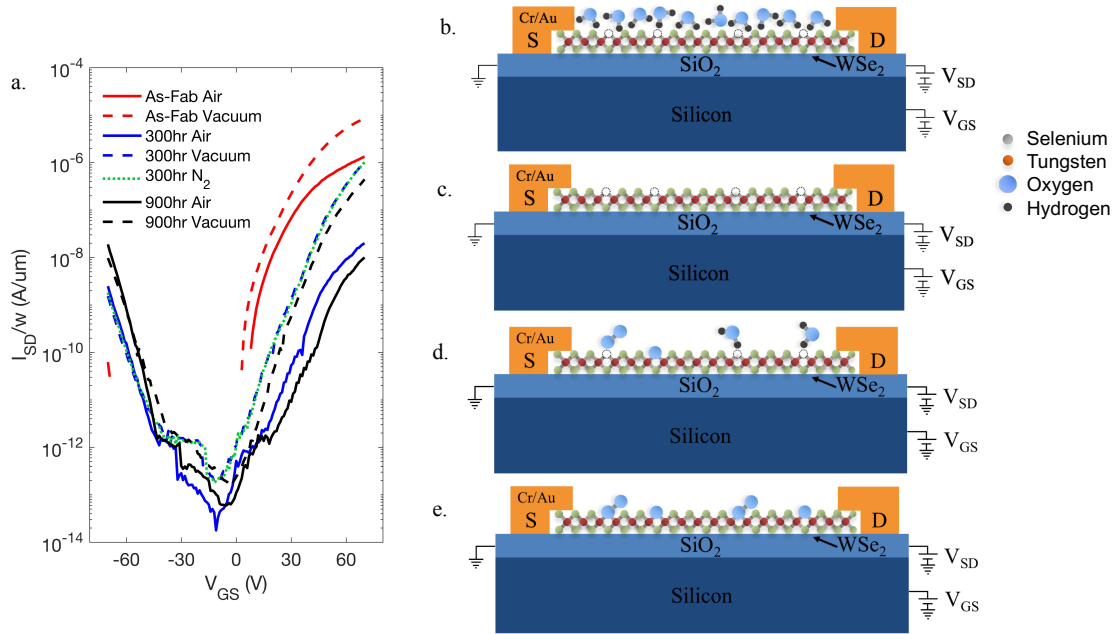 a.
10⁻⁴
10⁻⁶
10⁻⁸
10⁻¹⁰
10⁻¹²
10⁻¹⁴
I_SD/w (A/um)
-60 -30 0 30 60
V_GS (V)
As-Fab Air
As-Fab Vacuum
300hr Air
300hr Vacuum
300hr N₂
900hr Air
900hr Vacuum
b.
Cr/Au
S
D
SiO₂
WSe₂
Silicon
V_SD
V_GS
c.
Cr/Au
S
D
SiO₂
WSe₂
Silicon
V_SD
V_GS
d.
Cr/Au
S
D
SiO₂
WSe₂
Silicon
V_SD
V_GS
e.
Cr/Au
S
D
SiO₂
WSe₂
Silicon
V_SD
V_GS
Selenium
Tungsten
Oxygen
Hydrogen